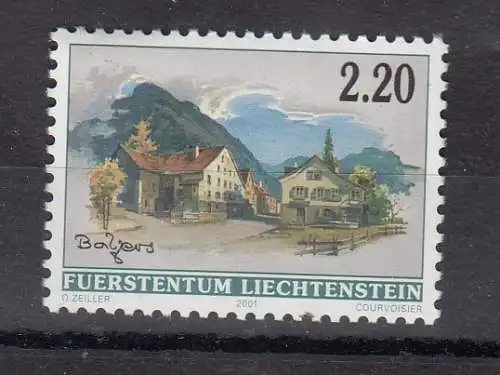 2.20
Balzers
FUERSTENTUM LIECHTENSTEIN
O. ZEILLER 2001 COURVOISIER